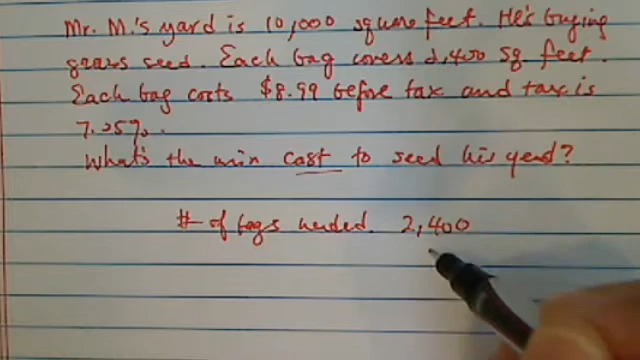 Mr. M.'s yard is 10,000 square feet. He's buying
grass seed. Each bag covers 2,400 sq feet.
Each bag costs $8.99 before tax and tax is
7.25%.
What's the min cost to seed his yard?
# of bags needed. 2,400